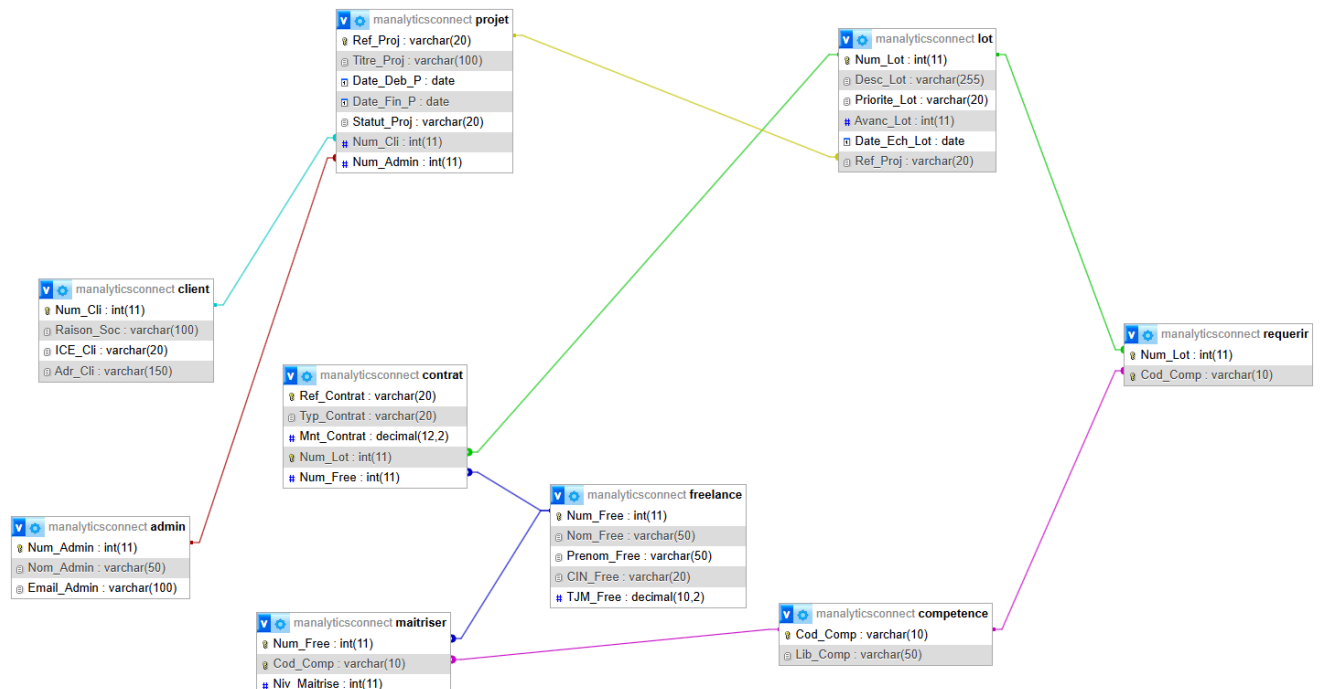 manalyticsconnect projet
Ref_Proj : varchar(20)
Titre_Proj : varchar(100)
Date_Deb_P : date
Date_Fin_P : date
Statut_Proj : varchar(20)
Num_Cli : int(11)
Num_Admin : int(11)
manalyticsconnect lot
Num_Lot : int(11)
Desc_Lot : varchar(255)
Priorite_Lot : varchar(20)
Avanc_Lot : int(11)
Date_Ech_Lot : date
Ref_Proj : varchar(20)
manalyticsconnect client
Num_Cli : int(11)
Raison_Soc : varchar(100)
ICE_Cli : varchar(20)
Adr_Cli : varchar(150)
manalyticsconnect requerir
Num_Lot : int(11)
Cod_Comp : varchar(10)
manalyticsconnect contrat
Ref_Contrat : varchar(20)
Typ_Contrat : varchar(20)
Mnt_Contrat : decimal(12,2)
Num_Lot : int(11)
Num_Free : int(11)
manalyticsconnect freelance
Num_Free : int(11)
Nom_Free : varchar(50)
Prenom_Free : varchar(50)
CIN_Free : varchar(20)
TJM_Free : decimal(10,2)
manalyticsconnect admin
Num_Admin : int(11)
Nom_Admin : varchar(50)
Email_Admin : varchar(100)
manalyticsconnect maitriser
Num_Free : int(11)
Cod_Comp : varchar(10)
Niv_Maitrise : int(11)
manalyticsconnect competence
Cod_Comp : varchar(10)
Lib_Comp : varchar(50)